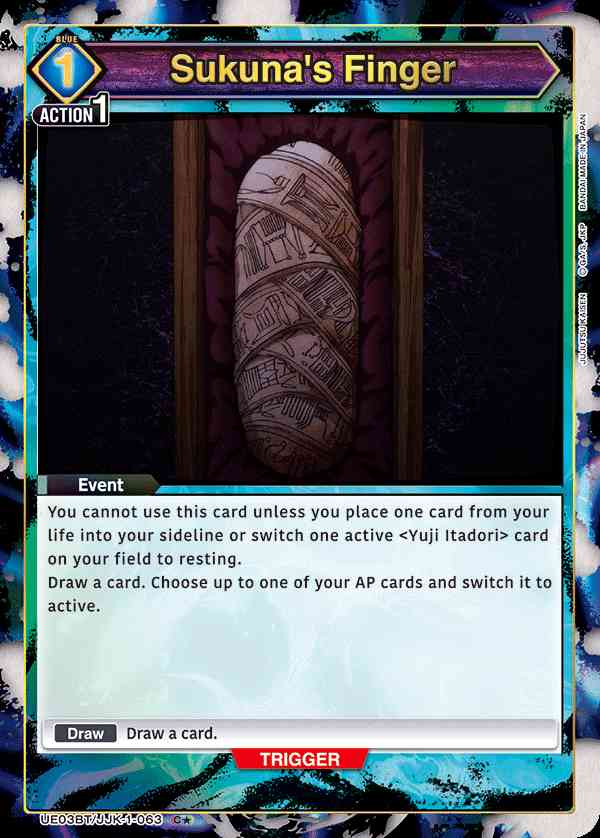 BLUE
1
Sukuna's Finger
ACTION 1
BANDAI MADE IN JAPAN
© GA/S, JKP
JUJUTSU KAISEN
Event
You cannot use this card unless you place one card from your
life into your sideline or switch one active <Yuji Itadori> card
on your field to resting.
Draw a card. Choose up to one of your AP cards and switch it to
active.
Draw Draw a card.
TRIGGER
UE03BT/JJK-1-063 C★